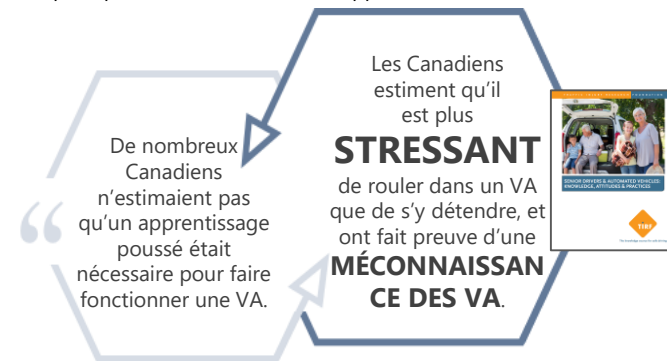 De nombreux
Canadiens
n'estimaient pas
qu'un apprentissage
poussé était
nécessaire pour faire
fonctionner une VA.
Les Canadiens
estiment qu'il
est plus
STRESSANT
de rouler dans un VA
que de s'y détendre, et
ont fait preuve d'une
MÉCONNAISSAN
CE DES VA.
SENIOR DRIVERS & AUTOMATED VEHICLES:
KNOWLEDGE, ATTITUDES & PRACTICES
TIRF